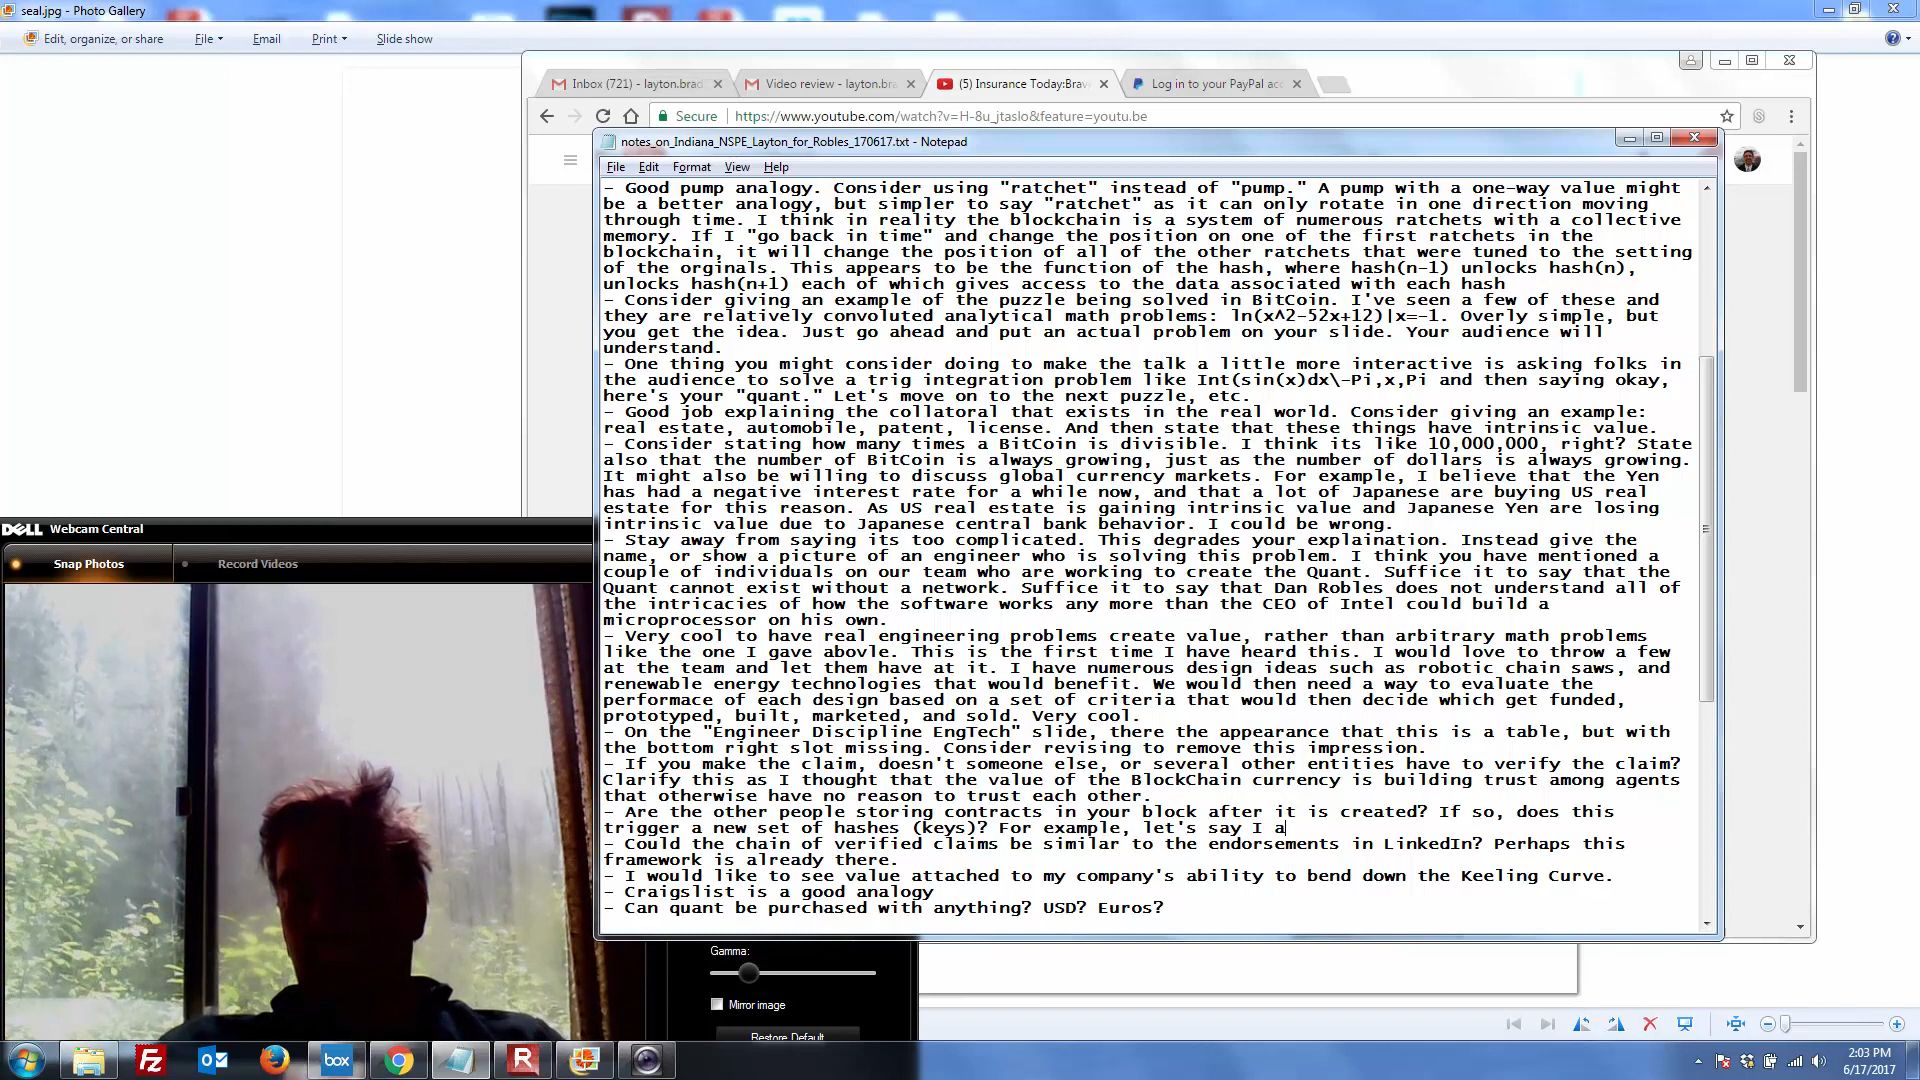 seal.jpg - Photo Gallery
Edit, organize, or share File Email Print Slide show
Inbox (721) - layton.brad Video review - layton.bra (5) Insurance Today:Brave Log in to your PayPal acc
Secure https://www.youtube.com/watch?v=H-8u_jtaslo&feature=youtu.be
notes_on_Indiana_NSPE_Layton_for_Robles_170617.txt - Notepad
File Edit Format View Help
- Good pump analogy. Consider using "ratchet" instead of "pump." A pump with a one-way value might
be a better analogy, but simpler to say "ratchet" as it can only rotate in one direction moving
through time. I think in reality the blockchain is a system of numerous ratchets with a collective
memory. If I "go back in time" and change the position on one of the first ratchets in the
blockchain, it will change the position of all of the other ratchets that were tuned to the setting
of the orginals. This appears to be the function of the hash, where hash(n-1) unlocks hash(n),
unlocks hash(n+1) each of which gives access to the data associated with each hash
- Consider giving an example of the puzzle being solved in BitCoin. I've seen a few of these and
they are relatively convoluted analytical math problems: ln(x^2-52x+12)|x=-1. Overly simple, but
you get the idea. Just go ahead and put an actual problem on your slide. Your audience will
understand.
- One thing you might consider doing to make the talk a little more interactive is asking folks in
the audience to solve a trig integration problem like Int(sin(x)dx\-Pi,x,Pi and then saying okay,
here's your "quant." Let's move on to the next puzzle, etc.
- Good job explaining the collatoral that exists in the real world. Consider giving an example:
real estate, automobile, patent, license. And then state that these things have intrinsic value.
- Consider stating how many times a BitCoin is divisible. I think its like 10,000,000, right? State
also that the number of BitCoin is always growing, just as the number of dollars is always growing.
It might also be willing to discuss global currency markets. For example, I believe that the Yen
has had a negative interest rate for a while now, and that a lot of Japanese are buying US real
estate for this reason. As US real estate is gaining intrinsic value and Japanese Yen are losing
intrinsic value due to Japanese central bank behavior. I could be wrong.
- Stay away from saying its too complicated. This degrades your explaination. Instead give the
name, or show a picture of an engineer who is solving this problem. I think you have mentioned a
couple of individuals on our team who are working to create the Quant. Suffice it to say that the
Quant cannot exist without a network. Suffice it to say that Dan Robles does not understand all of
the intricacies of how the software works any more than the CEO of Intel could build a
microprocessor on his own.
- Very cool to have real engineering problems create value, rather than arbitrary math problems
like the one I gave abovle. This is the first time I have heard this. I would love to throw a few
at the team and let them have at it. I have numerous design ideas such as robotic chain saws, and
renewable energy technologies that would benefit. We would then need a way to evaluate the
performace of each design based on a set of criteria that would then decide which get funded,
prototyped, built, marketed, and sold. Very cool.
- On the "Engineer Discipline EngTech" slide, there the appearance that this is a table, but with
the bottom right slot missing. Consider revising to remove this impression.
- If you make the claim, doesn't someone else, or several other entities have to verify the claim?
Clarify this as I thought that the value of the BlockChain currency is building trust among agents
that otherwise have no reason to trust each other.
- Are the other people storing contracts in your block after it is created? If so, does this
trigger a new set of hashes (keys)? For example, let's say I a
- Could the chain of verified claims be similar to the endorsements in LinkedIn? Perhaps this
framework is already there.
- I would like to see value attached to my company's ability to bend down the Keeling Curve.
- Craigslist is a good analogy
- Can quant be purchased with anything? USD? Euros?
DELL Webcam Central
Snap Photos Record Videos
Gamma:
Mirror image
Restore Default
box
2:03 PM
6/17/2017